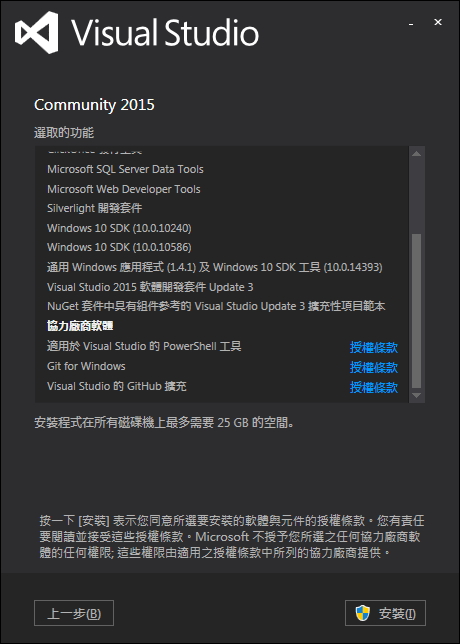 Visual Studio
Community 2015
選取的功能
Microsoft SQL Server Data Tools
Microsoft Web Developer Tools
Silverlight 開發套件
Windows 10 SDK (10.0.10240)
Windows 10 SDK (10.0.10586)
通用 Windows 應用程式 (1.4.1) 及 Windows 10 SDK 工具 (10.0.14393)
Visual Studio 2015 軟體開發套件 Update 3
NuGet 套件中具有組件參考的 Visual Studio Update 3 擴充性項目範本
協力廠商軟體
適用於 Visual Studio 的 PowerShell 工具 授權條款
Git for Windows 授權條款
Visual Studio 的 GitHub 擴充 授權條款
安裝程式在所有磁碟機上最多需要 25 GB 的空間。
按一下 [安裝] 表示您同意所選要安裝的軟體與元件的授權條款。您有責任
要閱讀並接受這些授權條款。Microsoft 不授予您所選之任何協力廠商軟
體的任何權限; 這些權限由適用之授權條款中所列的協力廠商提供。
上一步(B) 安裝(I)